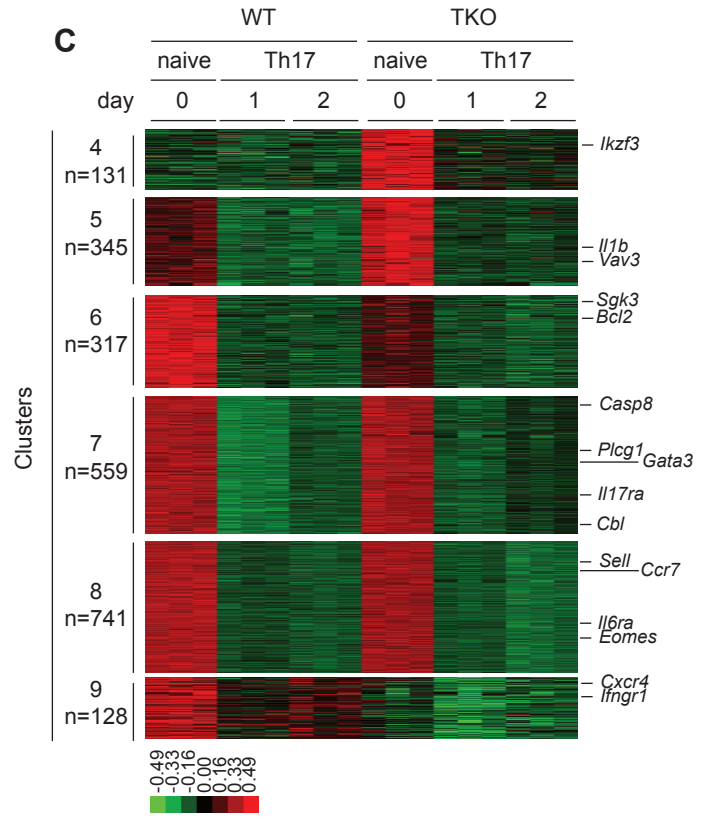 C
WT TKO
naive Th17 naive Th17
day 0 1 2 0 1 2
Clusters
4
n=131
Ikzf3
5
n=345
Il1b
Vav3
6
n=317
Sgk3
Bcl2
7
n=559
Casp8
Plcg1
Gata3
Il17ra
Cbl
8
n=741
Sell
Ccr7
Il6ra
Eomes
9
n=128
Cxcr4
Ifngr1
-0.49
-0.33
-0.16
0.00
0.16
0.33
0.49